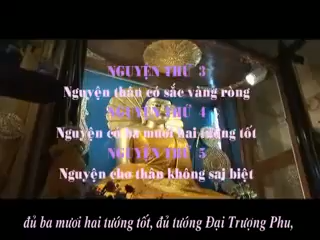 NGUYỆN THỨ 3
Nguyện thân có sắc vàng ròng
NGUYỆN THỨ 4
Nguyện có ba mươi hai tướng tốt
NGUYỆN THỨ 5
Nguyện cho thân không sai biệt
đủ ba mươi hai tướng tốt, đủ tướng Đại Trượng Phu,